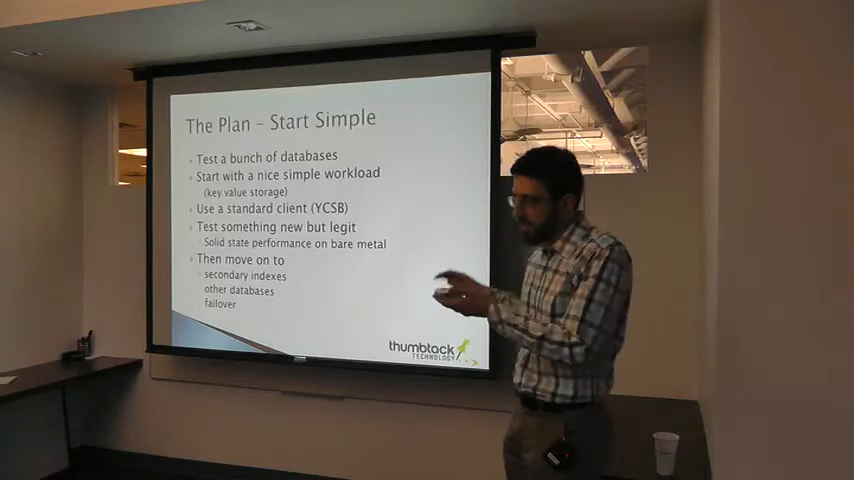 The Plan – Start Simple
Test a bunch of databases
Start with a nice simple workload
(key value storage)
Use a standard client (YCSB)
Test something new but legit
Solid state performance on bare metal
Then move on to
secondary indexes
other databases
failover
thumbtack
TECHNOLOGY